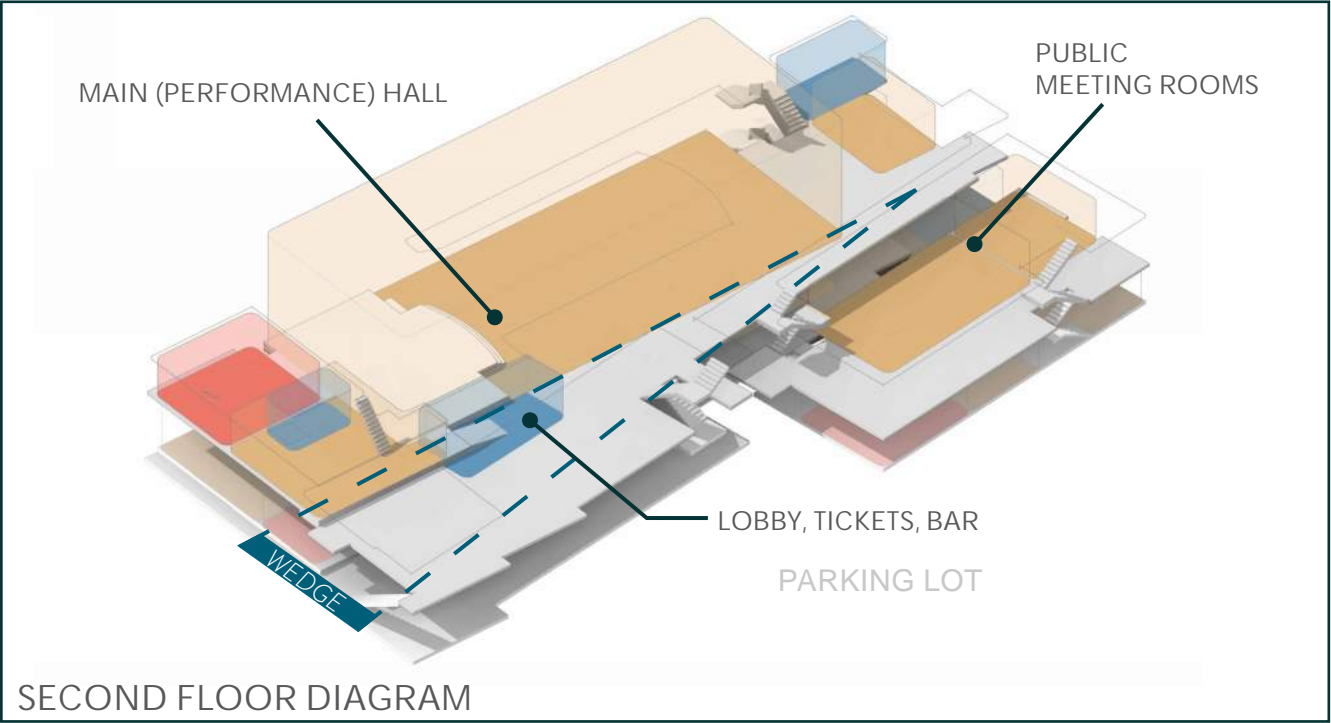 MAIN (PERFORMANCE) HALL
PUBLIC
MEETING ROOMS
LOBBY, TICKETS, BAR
PARKING LOT
WEDGE
SECOND FLOOR DIAGRAM